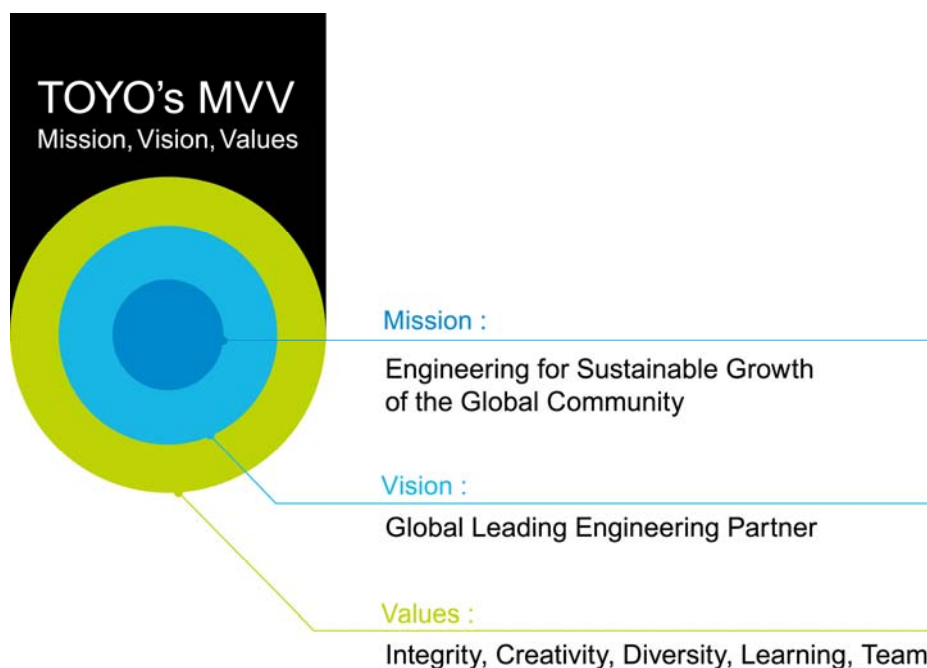 TOYO's MVV
Mission, Vision, Values
Mission :
Engineering for Sustainable Growth
of the Global Community
Vision :
Global Leading Engineering Partner
Values :
Integrity, Creativity, Diversity, Learning, Team